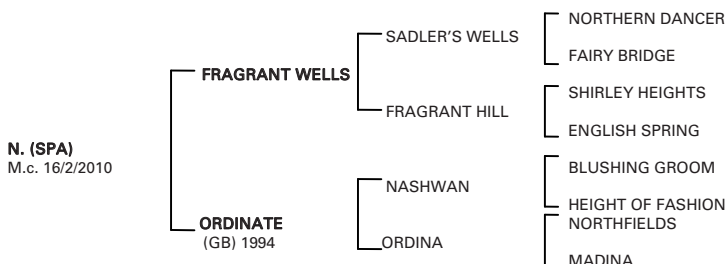 NORTHERN DANCER
SADLER'S WELLS
FAIRY BRIDGE
FRAGRANT WELLS
SHIRLEY HEIGHTS
FRAGRANT HILL
ENGLISH SPRING
N. (SPA)
M.c. 16/2/2010
BLUSHING GROOM
NASHWAN
HEIGHT OF FASHION
ORDINATE
(GB) 1994
NORTHFIELDS
ORDINA
MADINA